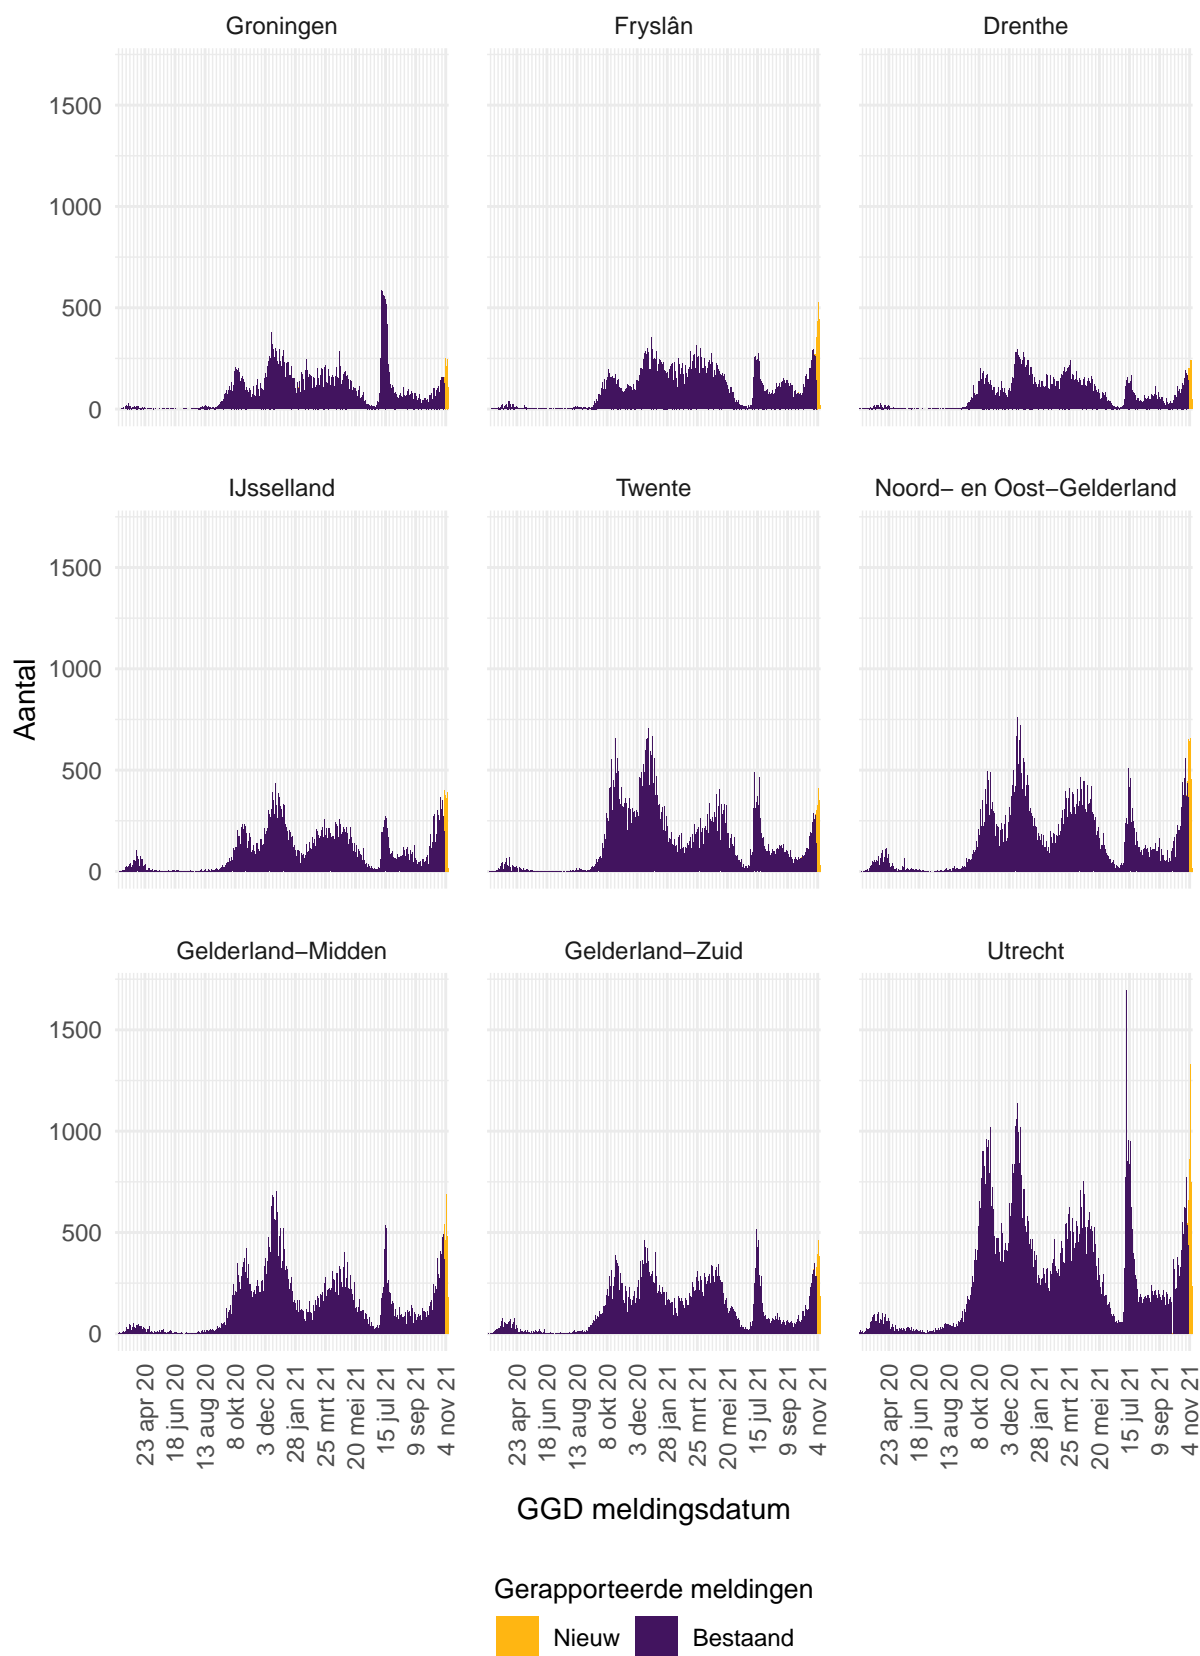 Groningen
Fryslân
Drenthe
1500
1000
500
0
IJsselland
Twente
Noord− en Oost−Gelderland
1500
1000
500
0
Aantal
Gelderland−Midden
Gelderland−Zuid
Utrecht
1500
1000
500
0
23 apr 20
18 jun 20
13 aug 20
8 okt 20
3 dec 20
28 jan 21
25 mrt 21
20 mei 21
15 jul 21
9 sep 21
4 nov 21
23 apr 20
18 jun 20
13 aug 20
8 okt 20
3 dec 20
28 jan 21
25 mrt 21
20 mei 21
15 jul 21
9 sep 21
4 nov 21
23 apr 20
18 jun 20
13 aug 20
8 okt 20
3 dec 20
28 jan 21
25 mrt 21
20 mei 21
15 jul 21
9 sep 21
4 nov 21
GGD meldingsdatum
Gerapporteerde meldingen
Nieuw
Bestaand